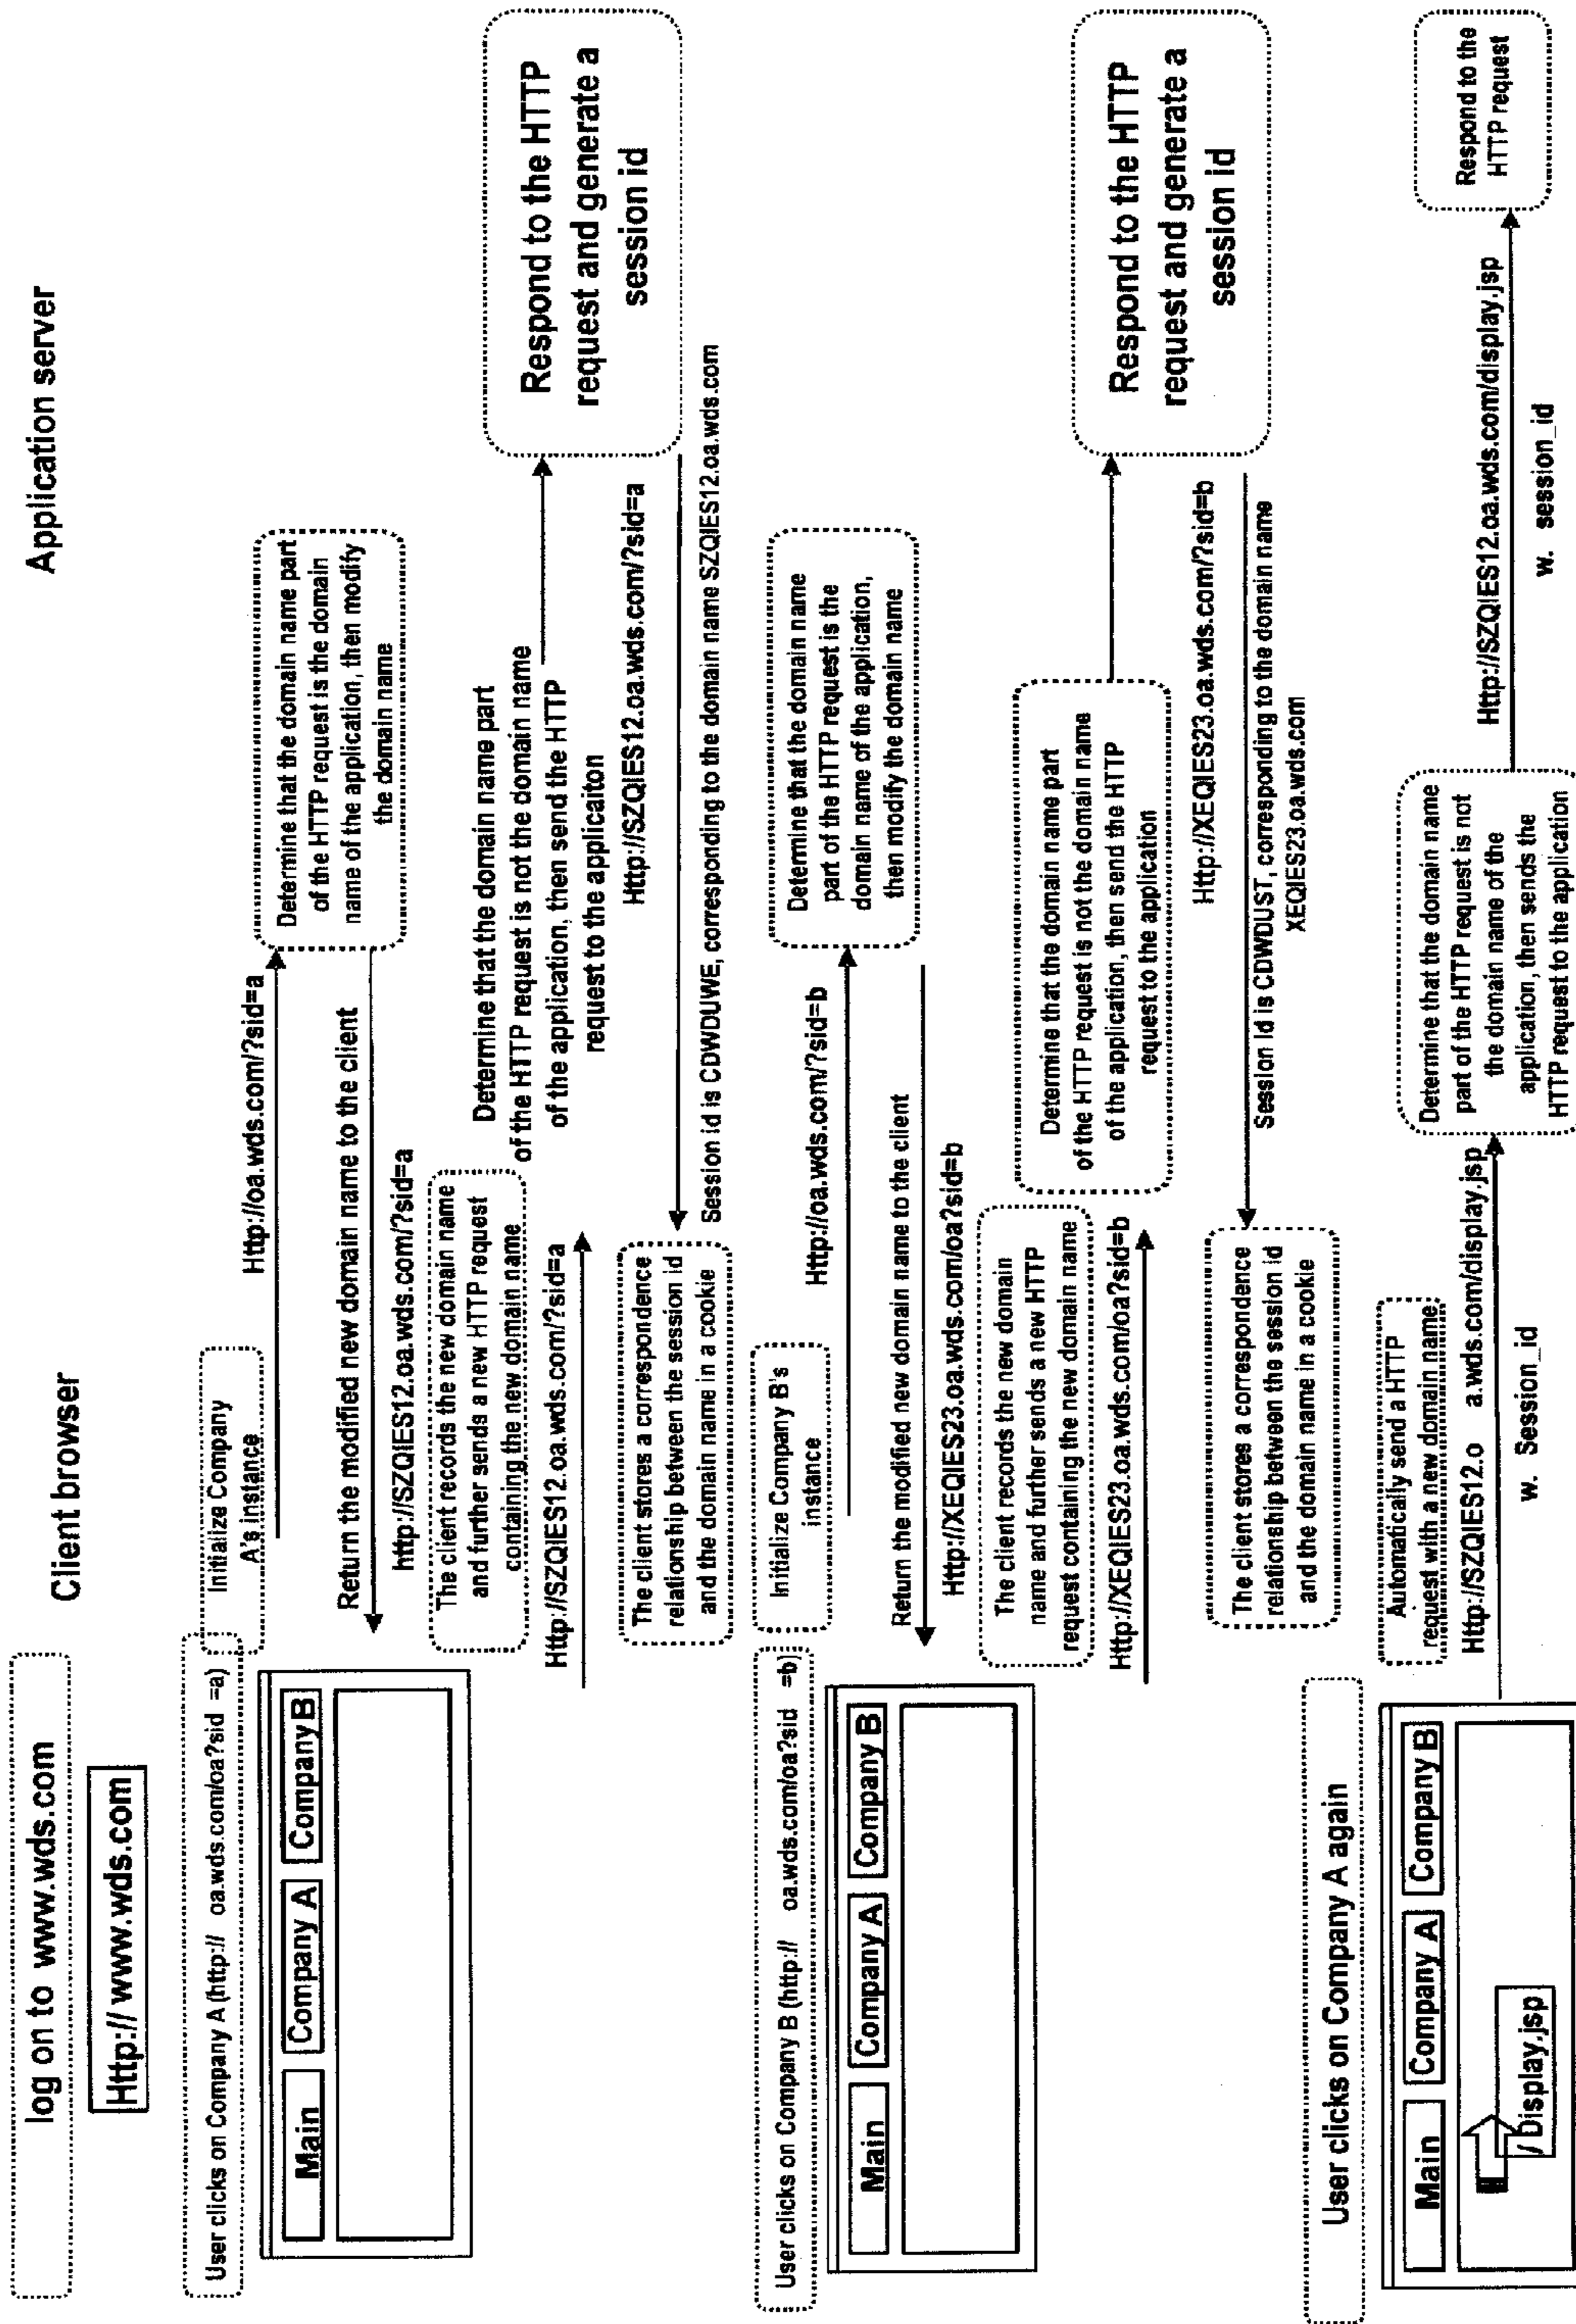 Client browser
Application server
log on to www.wds.com
Http:// www.wds.com
User clicks on Company A (http:// oa.wds.com/oa?sid =a)
Main
Company A
Company B
Initialize Company
A's instance
Http://oa.wds.com/?sid=a
Determine that the domain name part
of the HTTP request is the domain
name of the application, then modify
the domain name
Return the modified new domain name to the client
http://SZQIES12.oa.wds.com/?sid=a
The client records the new domain name
and further sends a new HTTP request
containing the new domain name
Http://SZQIES12.oa.wds.com/?sid=a
Determine that the domain name part
of the HTTP request is not the domain name
of the application, then send the HTTP
request to the applicaiton
Http://SZQIES12.oa.wds.com/?sid=a
Respond to the HTTP
request and generate a
session id
Session id is CDWDUWE, corresponding to the domain name SZQIES12.oa.wds.com
The client stores a correspondence
relationship between the session id
and the domain name in a cookie
User clicks on Company B (http:// oa.wds.com/oa?sid =b)
Main
Company A
Company B
Initialize Company B's
instance
Http://oa.wds.com/?sid=b
Determine that the domain name
part of the HTTP request is the
domain name of the application,
then modify the domain name
Return the modified new domain name to the client
Http://XEQIES23.oa.wds.com/oa?sid=b
The client records the new domain
name and further sends a new HTTP
request containing the new domain name
Http://XEQIES23.oa.wds.com/oa?sid=b
Determine that the domain name part
of the HTTP request is not the domain name
of the application, then send the HTTP
request to the application
Http://XEQIES23.oa.wds.com/?sid=b
Respond to the HTTP
request and generate a
session id
Session id is CDWDUST, corresponding to the domain name
XEQIES23.oa.wds.com
The client stores a correspondence
relationship between the session id
and the domain name in a cookie
User clicks on Company A again
Main
Company A
Company B
/ Display.jsp
Automatically send a HTTP
request with a new domain name
Http://SZQIES12.o a.wds.com/display.jsp
w. Session_id
Determine that the domain name
part of the HTTP request is not
the domain name of the
application, then sends the
HTTP request to the application
Http://SZQIES12.oa.wds.com/display.jsp
w. session_id
Respond to the
HTTP request